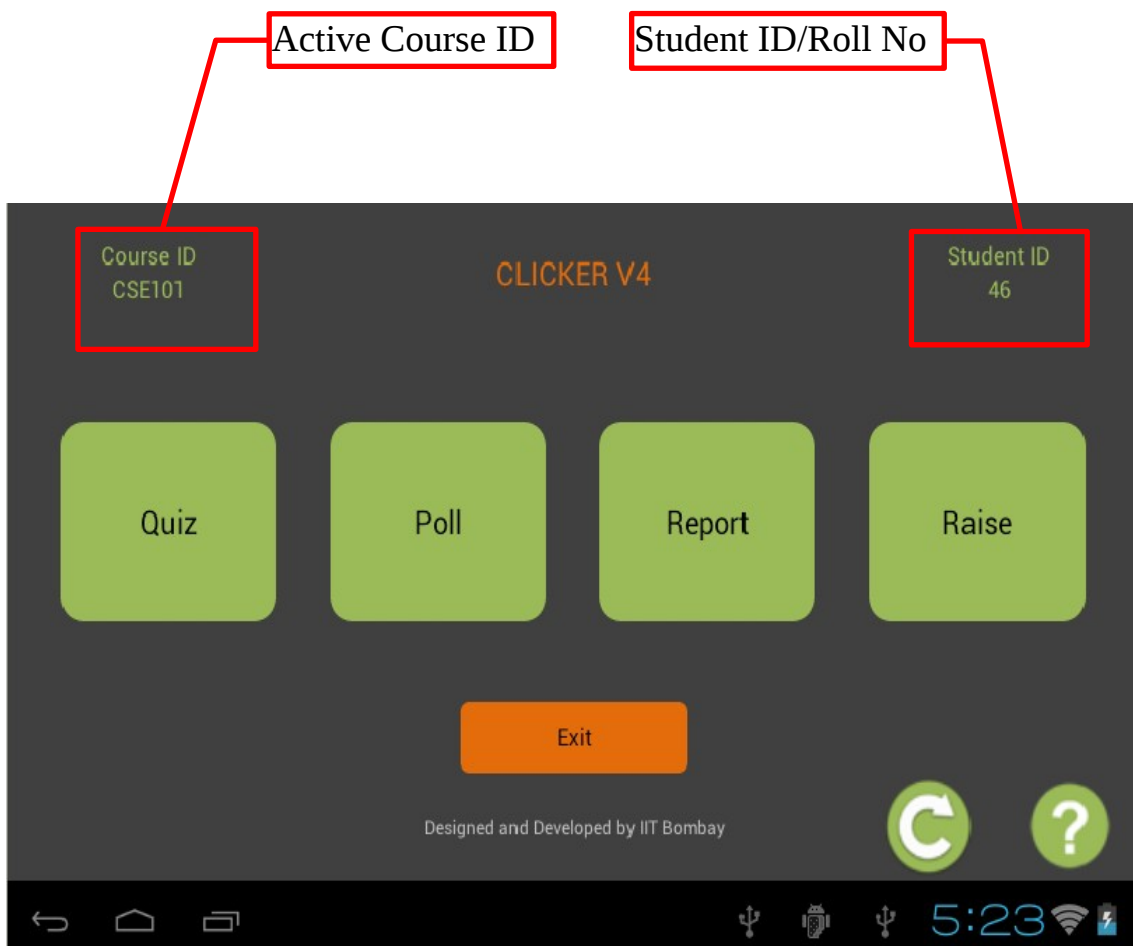 Active Course ID
Student ID/Roll No
Course ID
CSE101
CLICKER V4
Student ID
46
Quiz
Poll
Report
Raise
Exit
Designed and Developed by IIT Bombay
?
5:23